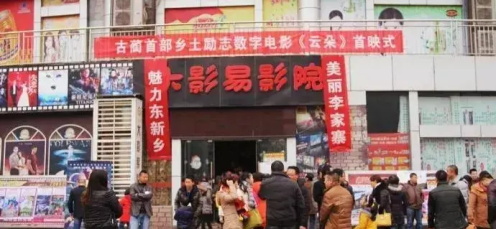 古蔺首部乡土励志数字电影《云朵》首映式
大影易影院
魅力东新乡
美丽李家寨